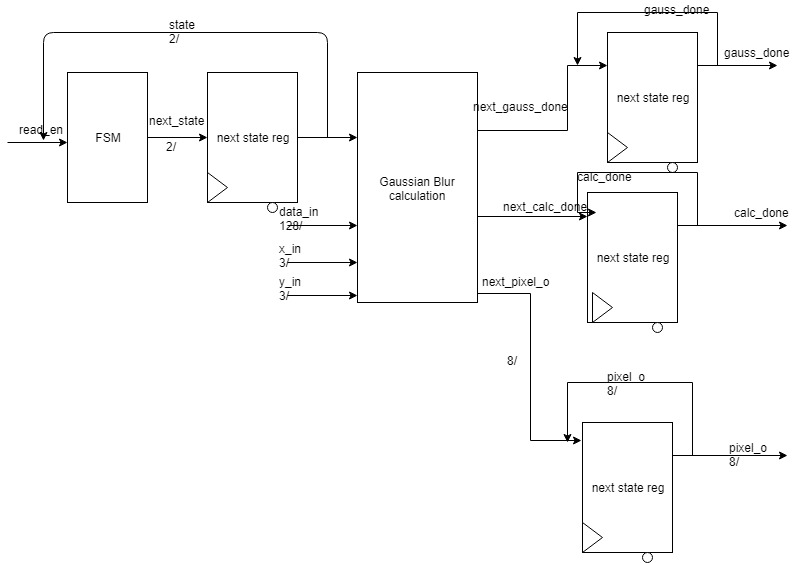 state
2/
read_en
FSM
next_state
2/
next state reg
data_in
128/
x_in
3/
y_in
3/
Gaussian Blur
calculation
next_gauss_done
gauss_done
gauss_done
next state reg
next_calc_done
calc_done
calc_done
next state reg
next_pixel_o
8/
pixel_o
8/
next state reg
pixel_o
8/